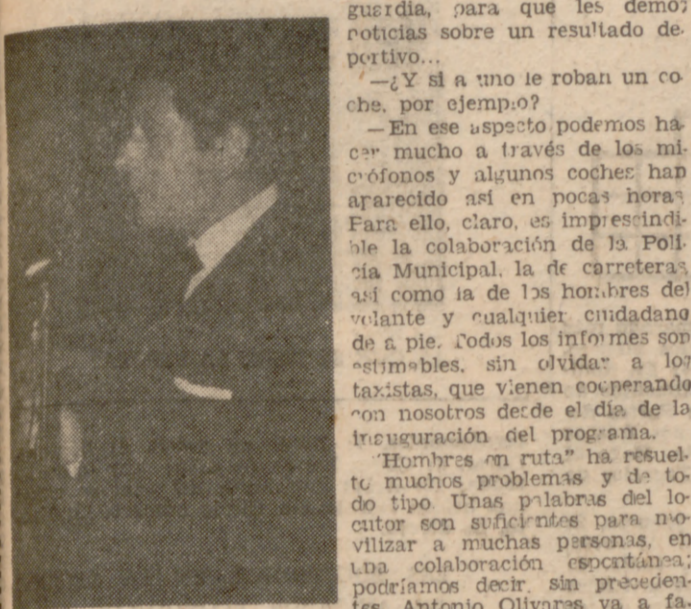 guardia, para que les demos
noticias sobre un resultado de-
portivo...
—¿Y si a uno le roban un co-
che, por ejemplo?
—En ese aspecto podemos ha-
cer mucho a través de los mi-
crófonos y algunos coches han
aparecido así en pocas horas.
Para ello, claro, es imprescindi-
ble la colaboración de la Poli-
cía Municipal, la de carreteras
así como la de los hombres del
volante y cualquier ciudadano
de a pie. Todos los informes son
estimables, sin olvidar a los
taxistas, que vienen cooperando
con nosotros desde el día de la
inauguración del programa.
"Hombres en ruta" ha resuel-
to muchos problemas y de to-
do tipo. Unas palabras del lo-
cutor son suficientes para mo-
vilizar a muchas personas, en
una colaboración espontánea;
podríamos decir, sin preceden-
tes. Antonio Olivares va a fa-